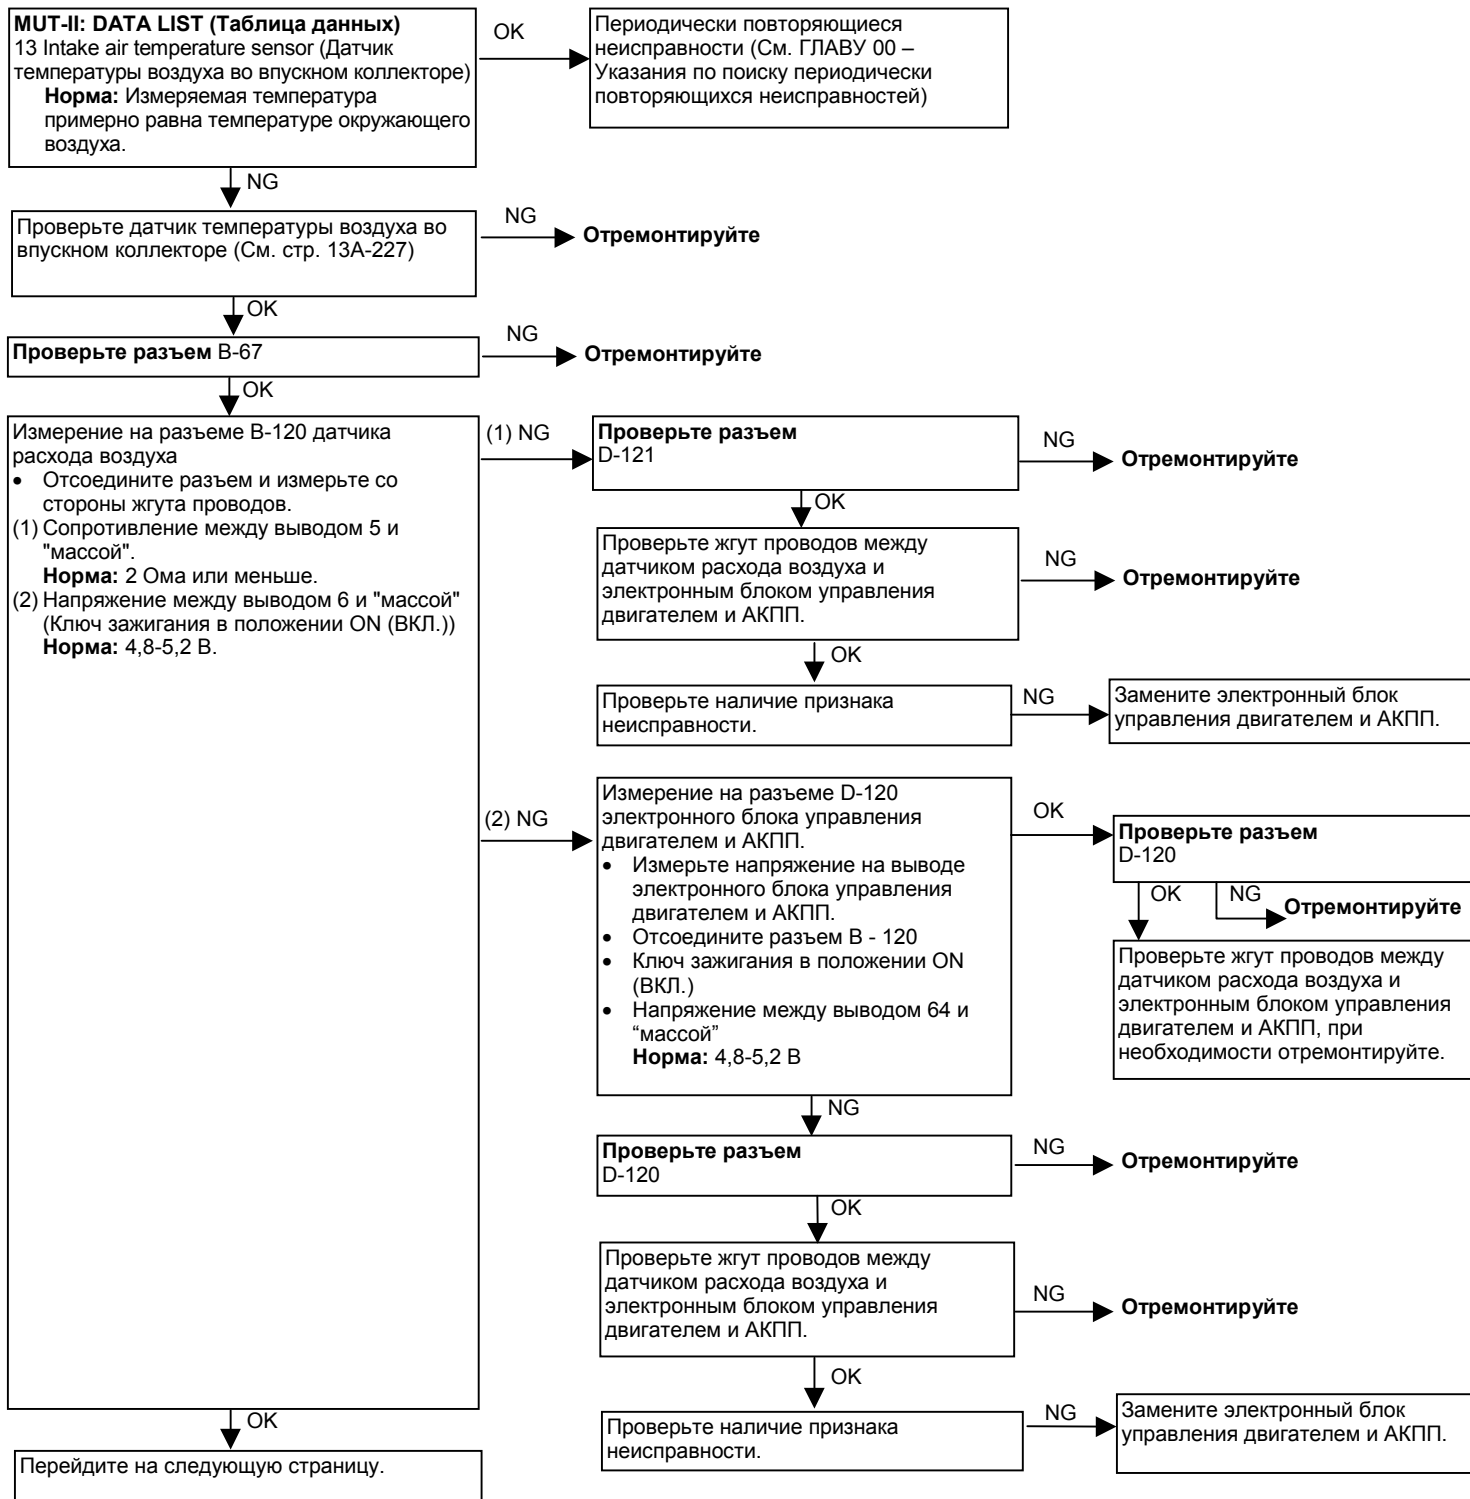 MUT-II: DATA LIST (Таблица данных)
13 Intake air temperature sensor (Датчик
температуры воздуха во впускном коллекторе)
Норма: Измеряемая температура
примерно равна температуре окружающего
воздуха.
OK
Периодически повторяющиеся
неисправности (См. ГЛАВУ 00 –
Указания по поиску периодически
повторяющихся неисправностей)
NG
Проверьте датчик температуры воздуха во
впускном коллекторе (См. стр. 13А-227)
NG
Отремонтируйте
OK
Проверьте разъем В-67
NG
Отремонтируйте
OK
Измерение на разъеме В-120 датчика
расхода воздуха
• Отсоедините разъем и измерьте со
стороны жгута проводов.
(1) Сопротивление между выводом 5 и
"массой".
Норма: 2 Ома или меньше.
(2) Напряжение между выводом 6 и "массой"
(Ключ зажигания в положении ON (ВКЛ.))
Норма: 4,8-5,2 В.
(1) NG
Проверьте разъем
D-121
NG
Отремонтируйте
OK
Проверьте жгут проводов между
датчиком расхода воздуха и
электронным блоком управления
двигателем и АКПП.
NG
Отремонтируйте
OK
Проверьте наличие признака
неисправности.
NG
Замените электронный блок
управления двигателем и АКПП.
(2) NG
Измерение на разъеме D-120
электронного блока управления
двигателем и АКПП.
• Измерьте напряжение на выводе
электронного блока управления
двигателем и АКПП.
• Отсоедините разъем В - 120
• Ключ зажигания в положении ON
(ВКЛ.)
• Напряжение между выводом 64 и
“массой”
Норма: 4,8-5,2 В
OK
Проверьте разъем
D-120
OK
NG
Отремонтируйте
Проверьте жгут проводов между
датчиком расхода воздуха и
электронным блоком управления
двигателем и АКПП, при
необходимости отремонтируйте.
NG
Проверьте разъем
D-120
NG
Отремонтируйте
OK
Проверьте жгут проводов между
датчиком расхода воздуха и
электронным блоком управления
двигателем и АКПП.
NG
Отремонтируйте
OK
Проверьте наличие признака
неисправности.
NG
Замените электронный блок
управления двигателем и АКПП.
OK
Перейдите на следующую страницу.